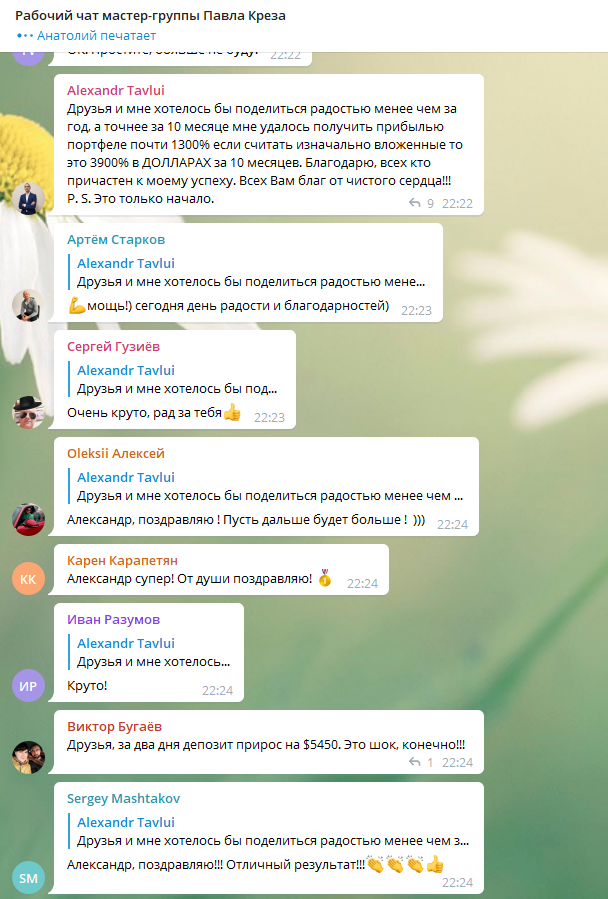 Рабочий чат мастер-группы Павла Креза
Анатолий печатает
22:22
Alexandr Tavlui
Друзья и мне хотелось бы поделиться радостью менее чем за
год, а точнее за 10 месяце мне удалось получить прибылью
портфеле почти 1300% если считать изначально вложенные то
это 3900% в ДОЛЛАРАХ за 10 месяцев. Благодарю, всех кто
причастен к моему успеху. Всех Вам благ от чистого сердца!!!
P. S. Это только начало.
9 22:22
Артём Старков
Alexandr Tavlui
Друзья и мне хотелось бы поделиться радостью мене...
💪мощь!) сегодня день радости и благодарностей)
22:23
Сергей Гузиёв
Alexandr Tavlui
Друзья и мне хотелось бы под...
Очень круто, рад за тебя👍
22:23
Oleksii Алексей
Alexandr Tavlui
Друзья и мне хотелось бы поделиться радостью менее чем ...
Александр, поздравляю ! Пусть дальше будет больше ! )))
22:24
КК
Карен Карапетян
Александр супер! От души поздравляю! 🥇
22:24
Иван Разумов
Alexandr Tavlui
Друзья и мне хотелось...
ИР
Круто!
22:24
Виктор Бугаёв
Друзья, за два дня депозит прирос на $5450. Это шок, конечно!!!
1 22:24
Sergey Mashtakov
Alexandr Tavlui
Друзья и мне хотелось бы поделиться радостью менее чем з...
SM
Александр, поздравляю!!! Отличный результат!!!👏👏👏👍
22:24